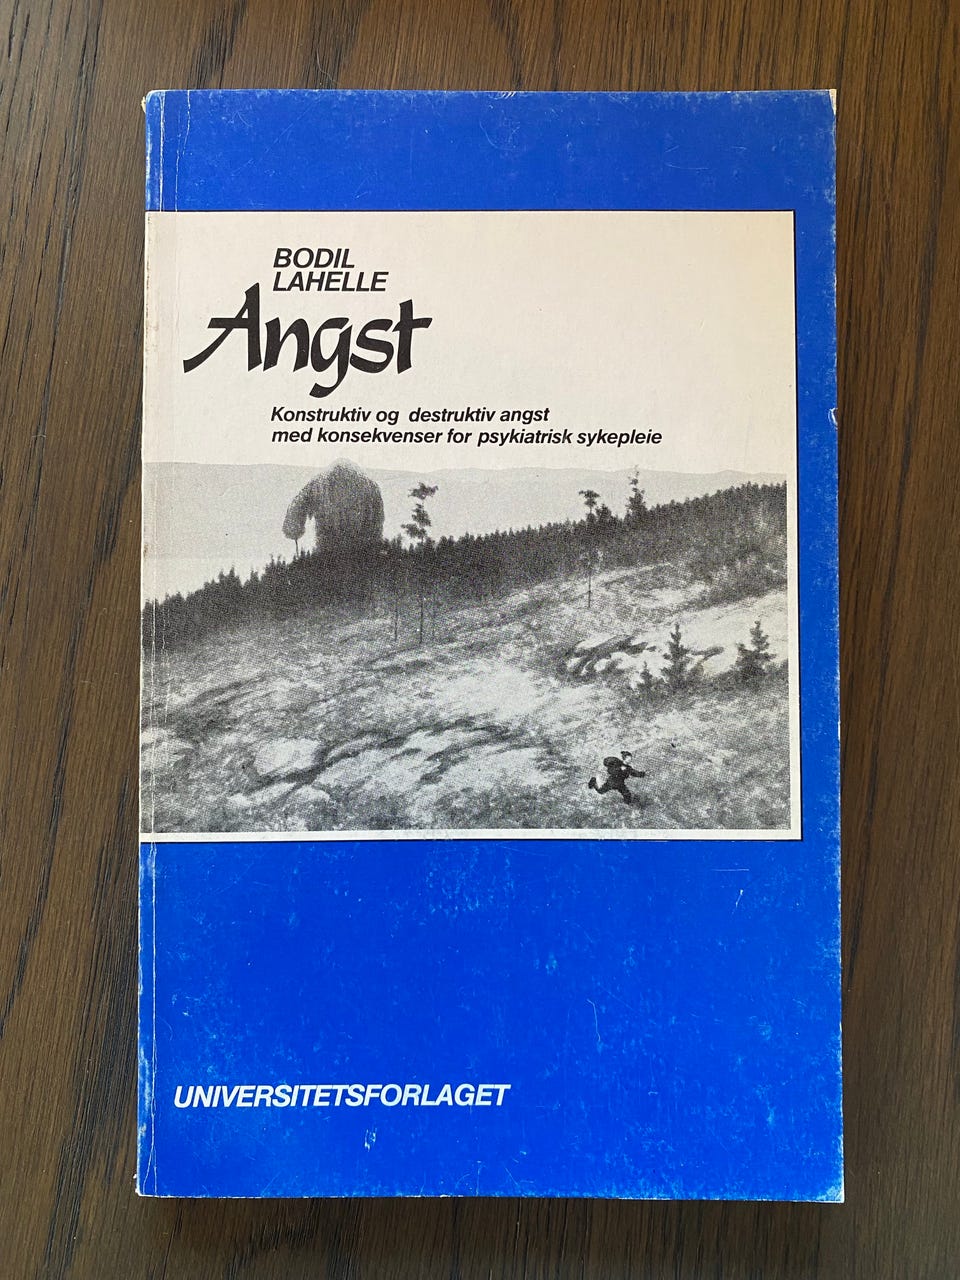 BODIL
LAHELLE
Angst
Konstruktiv og destruktiv angst
med konsekvenser for psykiatrisk sykepleie
UNIVERSITETSFORLAGET